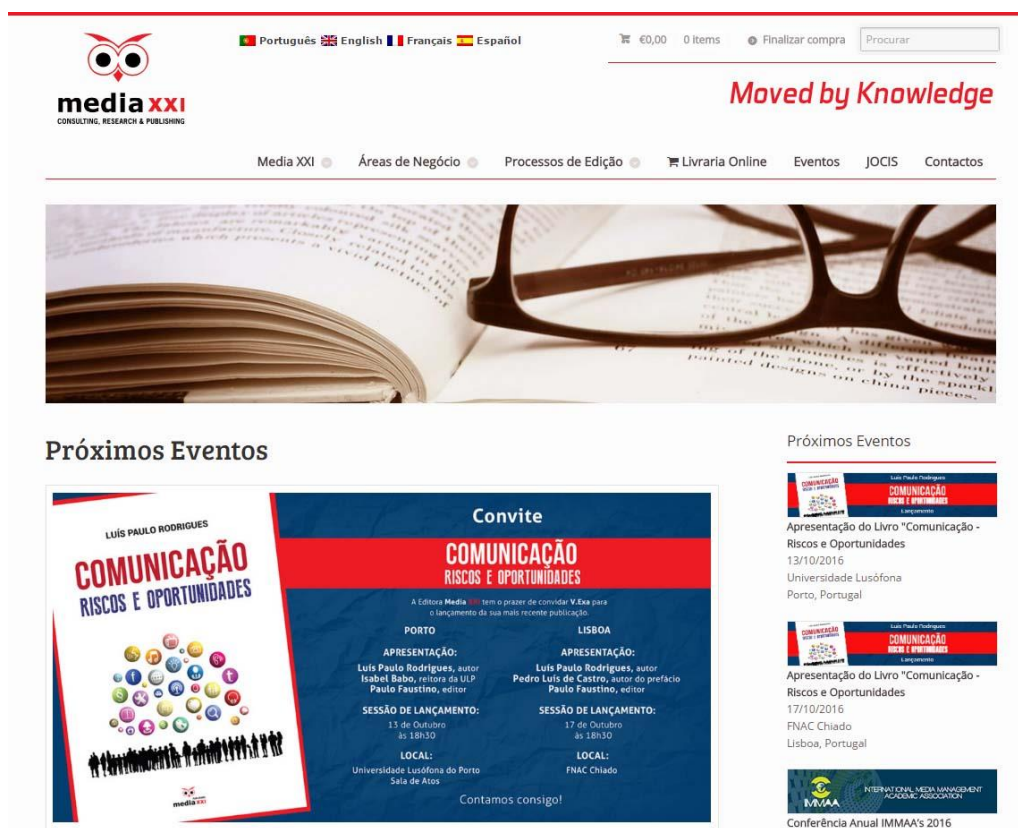 Português English Français Español
€0,00 0 items Finalizar compra Procurar
media xxi
CONSULTING, RESEARCH & PUBLISHING
Moved by Knowledge
Media XXI Áreas de Negócio Processos de Edição Livraria Online Eventos JOCIS Contactos
Próximos Eventos
LUÍS PAULO RODRIGUES
COMUNICAÇÃO
RISCOS E OPORTUNIDADES
media XXI
Convite
COMUNICAÇÃO
RISCOS E OPORTUNIDADES
A Editora Media XXI tem o prazer de convidar V.Exa para
o lançamento da sua mais recente publicação.
PORTO
APRESENTAÇÃO:
Luís Paulo Rodrigues, autor
Isabel Babo, reitora da ULP
Paulo Faustino, editor
SESSÃO DE LANÇAMENTO:
13 de Outubro
às 18h30
LOCAL:
Universidade Lusófona do Porto
Sala de Atos
LISBOA
APRESENTAÇÃO:
Luís Paulo Rodrigues, autor
Pedro Luís de Castro, autor do prefácio
Paulo Faustino, editor
SESSÃO DE LANÇAMENTO:
17 de Outubro
às 18h30
LOCAL:
FNAC Chiado
Contamos consigo!
Próximos Eventos
Luís Paulo Rodrigues
COMUNICAÇÃO
RISCOS E OPORTUNIDADES
Lançamento
Apresentação do Livro "Comunicação -
Riscos e Oportunidades
13/10/2016
Universidade Lusófona
Porto, Portugal
Luís Paulo Rodrigues
COMUNICAÇÃO
RISCOS E OPORTUNIDADES
Lançamento
Apresentação do Livro "Comunicação -
Riscos e Oportunidades
17/10/2016
FNAC Chiado
Lisboa, Portugal
IMMAA
INTERNATIONAL MEDIA MANAGEMENT
ACADEMIC ASSOCIATION
Conferência Anual IMMAA's 2016